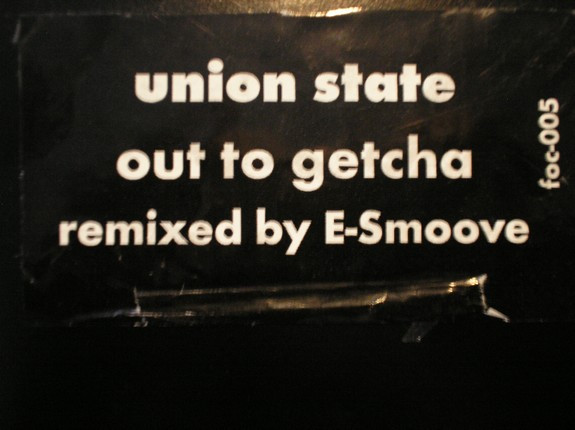 union state
out to getcha
remixed by E-Smoove
foc-005